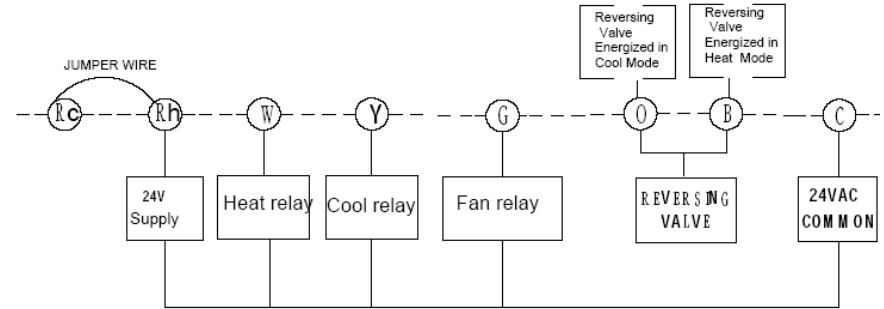 Reversing
Valve
Energized in
Cool Mode
Reversing
Valve
Energized in
Heat Mode
JUMPER WIRE
Rc
Rh
W
Y
G
O
B
C
24V
Supply
Heat relay
Cool relay
Fan relay
REVERSING
VALVE
24VAC
COMMON